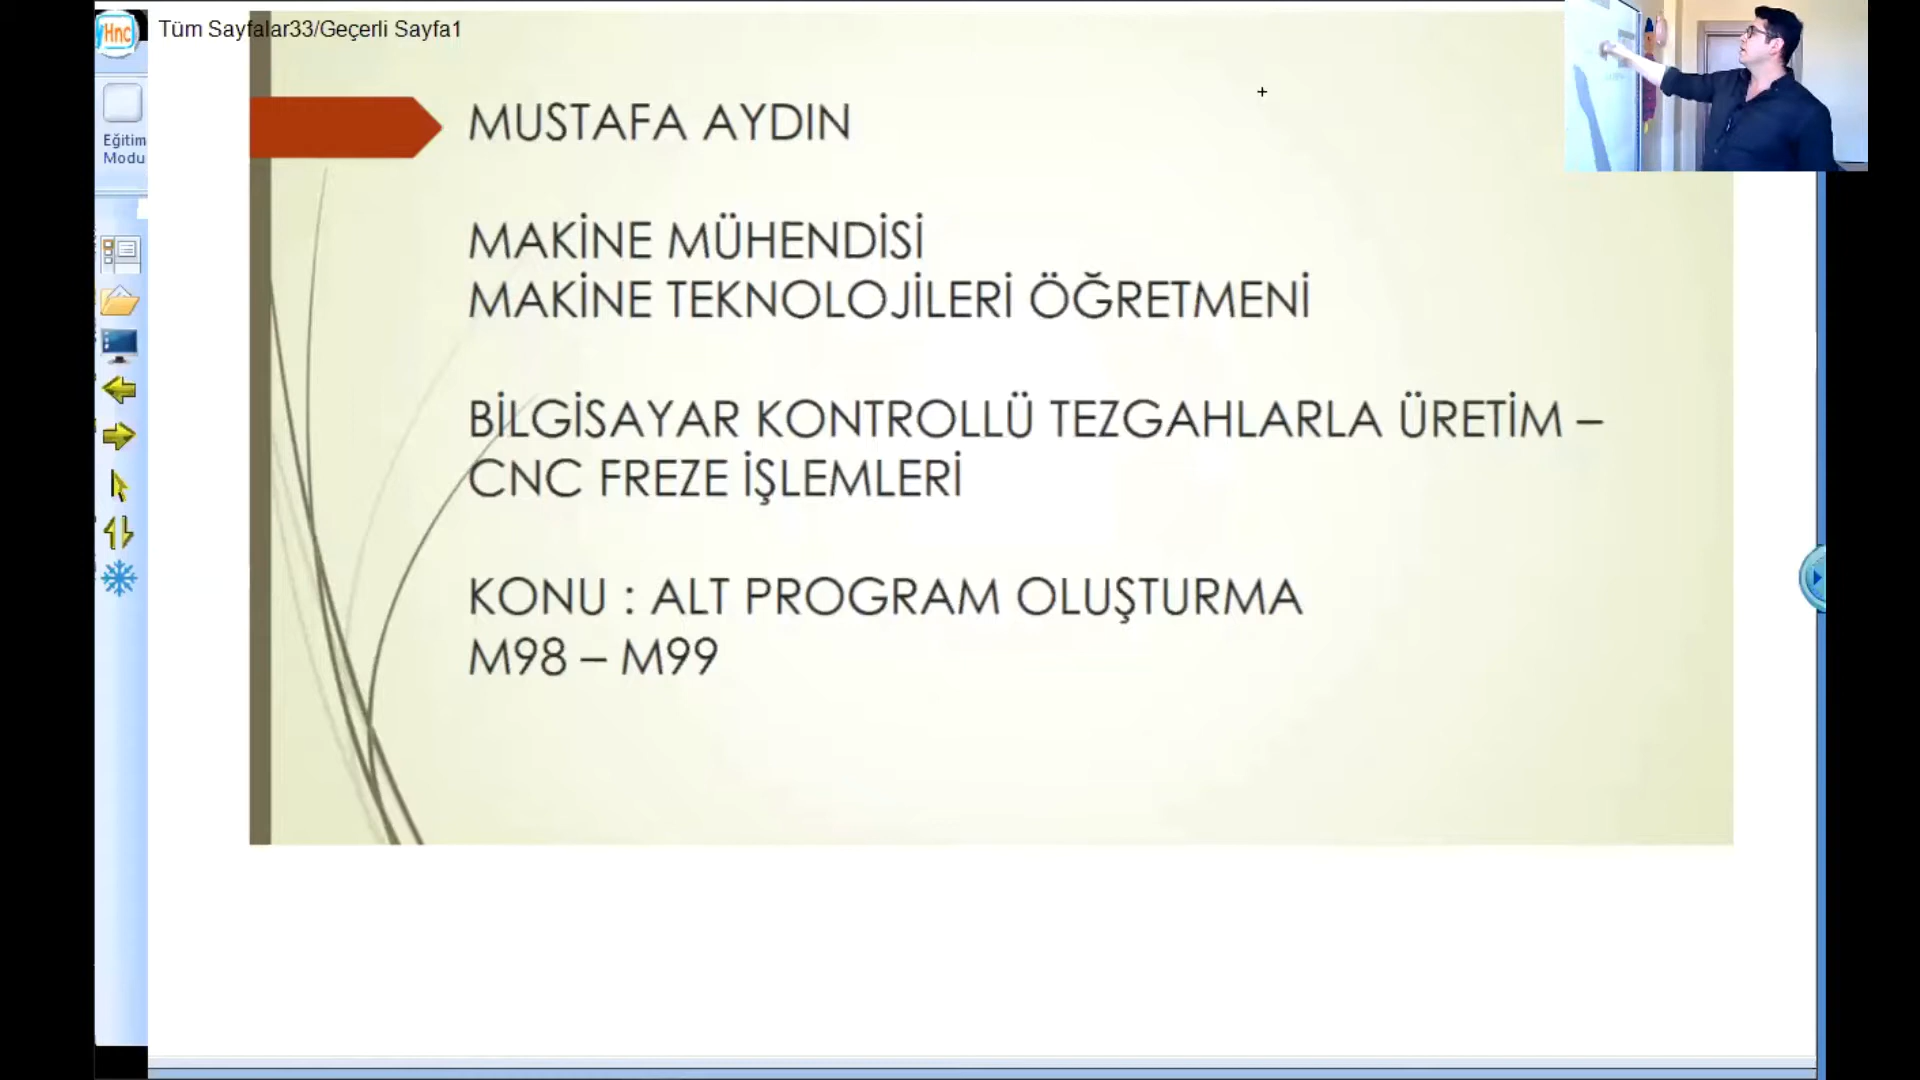 Hnc
Tüm Sayfalar33/Geçerli Sayfa1
Eğitim
Modu
MUSTAFA AYDIN
MAKİNE MÜHENDİSİ
MAKİNE TEKNOLOJİLERİ ÖĞRETMENİ
BİLGİSAYAR KONTROLLÜ TEZGAHLARLA ÜRETİM –
CNC FREZE İŞLEMLERİ
KONU : ALT PROGRAM OLUŞTURMA
M98 – M99